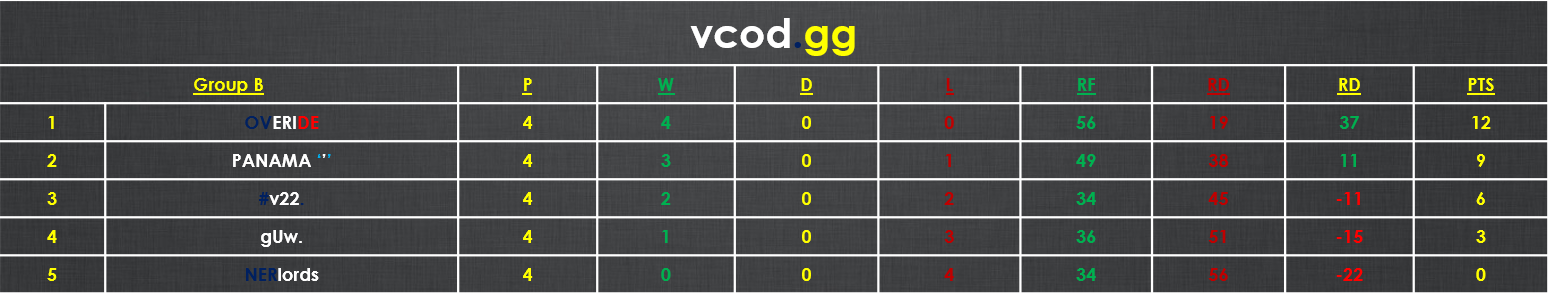 vcod.gg
Group B P W D L RF RD RD PTS
1 OVERIDE 4 4 0 0 56 19 37 12
2 PANAMA ‘’’ 4 3 0 1 49 38 11 9
3 #v22. 4 2 0 2 34 45 -11 6
4 gUw. 4 1 0 3 36 51 -15 3
5 NERlords 4 0 0 4 34 56 -22 0